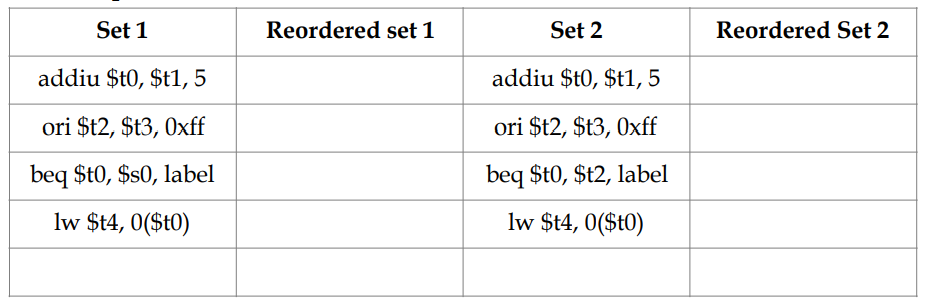 Set 1 Reordered set 1 Set 2 Reordered Set 2
addiu $t0, $t1, 5 addiu $t0, $t1, 5
ori $t2, $t3, 0xff ori $t2, $t3, 0xff
beq $t0, $s0, label beq $t0, $t2, label
lw $t4, 0($t0) lw $t4, 0($t0)